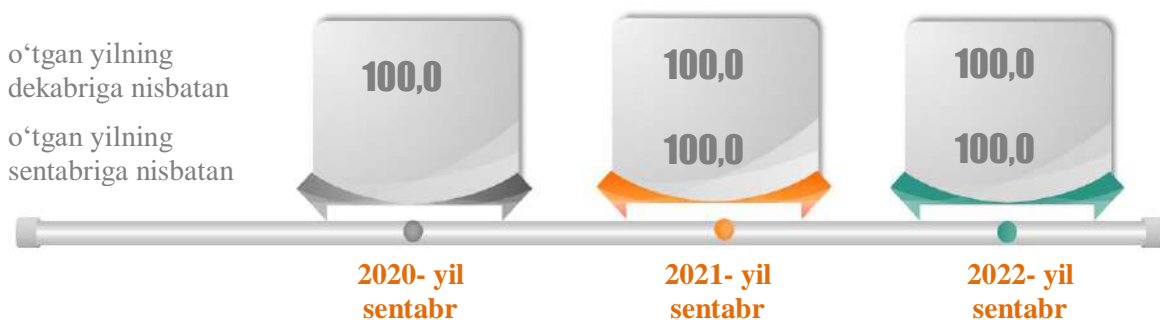 o‘tgan yilning
dekabriga nisbatan
100,0
100,0
100,0
o‘tgan yilning
sentabriga nisbatan
100,0
100,0
2020- yil
sentabr
2021- yil
sentabr
2022- yil
sentabr